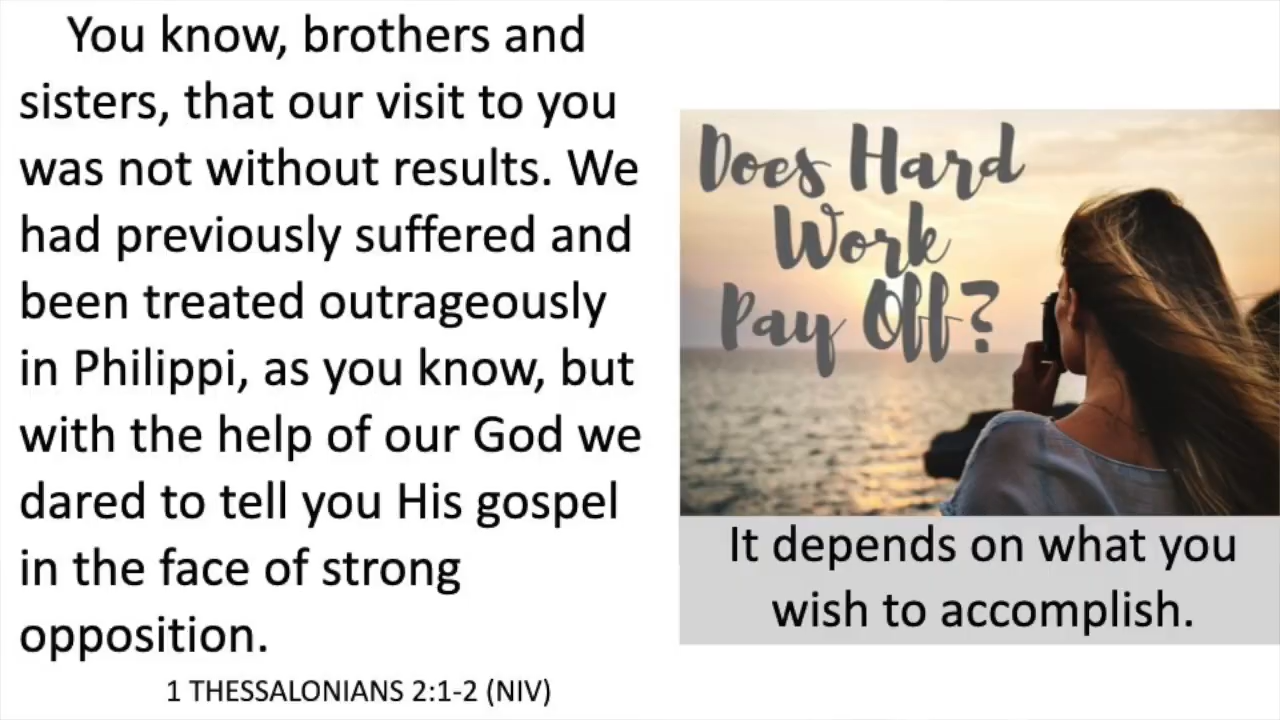 You know, brothers and
sisters, that our visit to you
was not without results. We
had previously suffered and
been treated outrageously
in Philippi, as you know, but
with the help of our God we
dared to tell you His gospel
in the face of strong
opposition.
1 THESSALONIANS 2:1-2 (NIV)
Does Hard
Work
Pay Off?
It depends on what you
wish to accomplish.